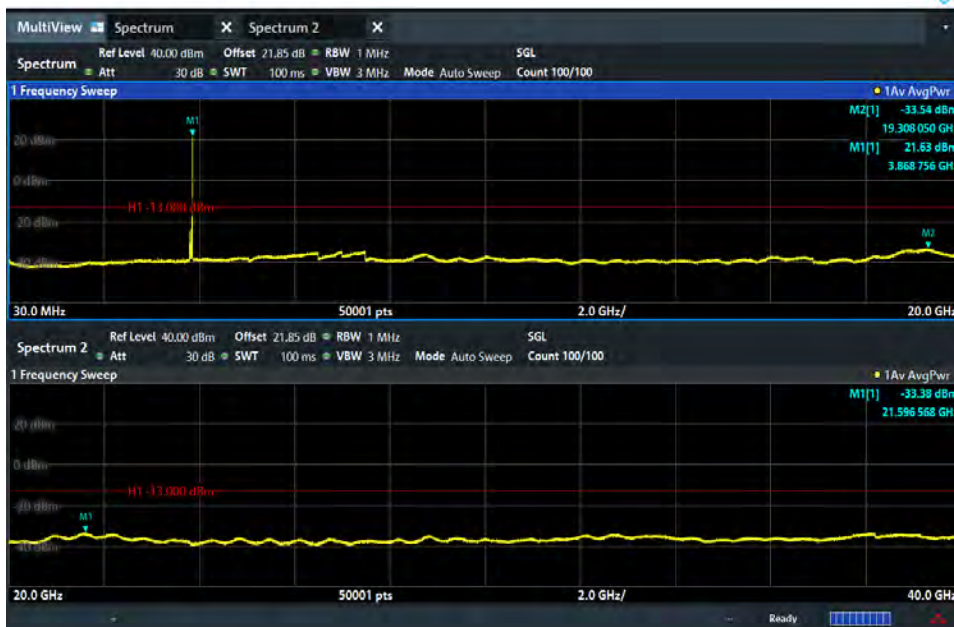 MultiView Spectrum X Spectrum 2 X
Ref Level 40.00 dBm Offset 21.85 dB RBW 1 MHz SGL
Spectrum Att 30 dB SWT 100 ms VBW 3 MHz Mode Auto Sweep Count 100/100
1 Frequency Sweep 1Av AvgPwr
M2[1] -33.54 dBm
19.308 050 GH
M1[1] 21.63 dBm
3.868 756 GH
M1
20 dBm
0 dBm
H1 -13.000 dBm
-20 dBm
M2
-40 dBm
30.0 MHz 50001 pts 2.0 GHz/ 20.0 GHz
Ref Level 40.00 dBm Offset 21.85 dB RBW 1 MHz SGL
Spectrum 2 Att 30 dB SWT 100 ms VBW 3 MHz Mode Auto Sweep Count 100/100
1 Frequency Sweep 1Av AvgPwr
M1[1] -33.38 dBm
21.596 568 GH
20 dBm
0 dBm
H1 -13.000 dBm
-20 dBm
M1
-40 dBm
20.0 GHz 50001 pts 2.0 GHz/ 40.0 GHz
Ready